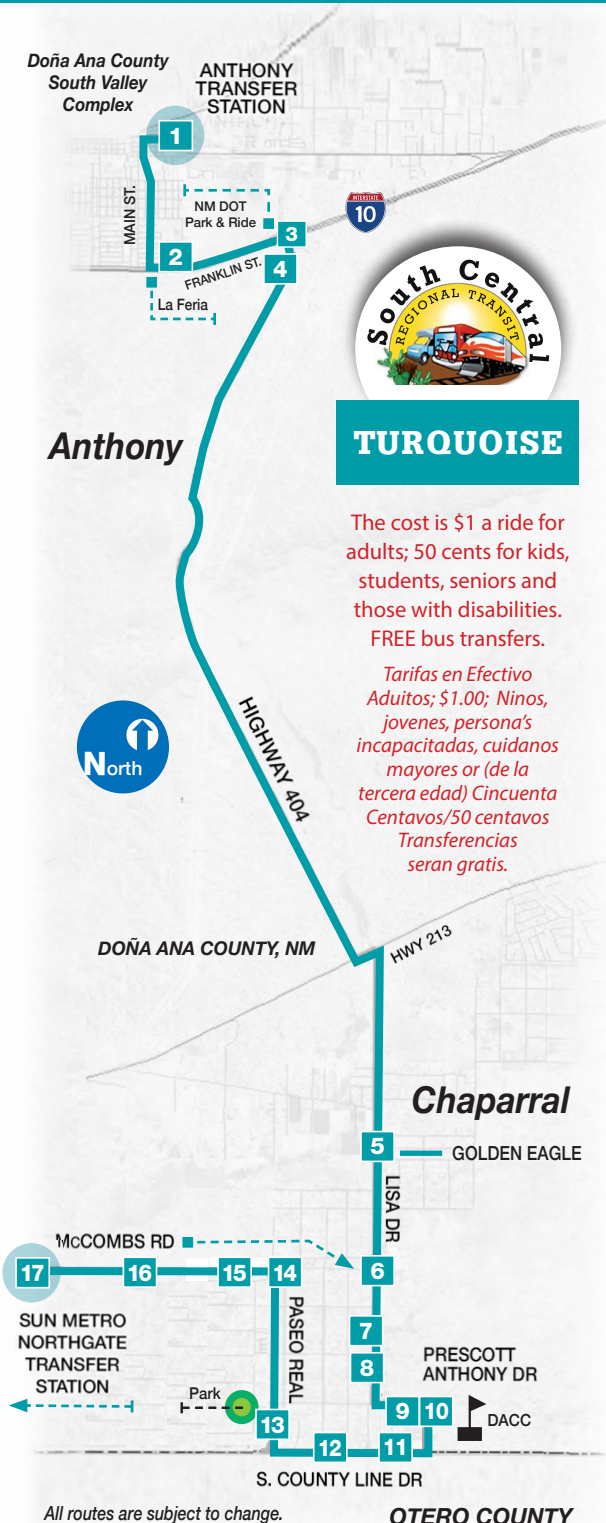 Doña Ana County
South Valley
Complex
ANTHONY
TRANSFER
STATION
1
MAIN ST.
NM DOT
Park & Ride
INTERSTATE
10
3
2
FRANKLIN ST.
4
La Feria
South Central
REGIONAL TRANSIT
Anthony
TURQUOISE
The cost is $1 a ride for
adults; 50 cents for kids,
students, seniors and
those with disabilities.
FREE bus transfers.
Tarifas en Efectivo
Aduitos; $1.00; Ninos,
jovenes, persona's
incapacitadas, cuidanos
mayores or (de la
tercera edad) Cincuenta
Centavos/50 centavos
Transferencias
seran gratis.
North
HIGHWAY 404
DOÑA ANA COUNTY, NM
HWY 213
Chaparral
5
GOLDEN EAGLE
LISA DR
McCOMBS RD
17
16
15
14
6
SUN METRO
NORTHGATE
TRANSFER
STATION
PASEO REAL
7
8
PRESCOTT
ANTHONY DR
Park
13
9
10
DACC
12
11
S. COUNTY LINE DR
All routes are subject to change.
OTERO COUNTY